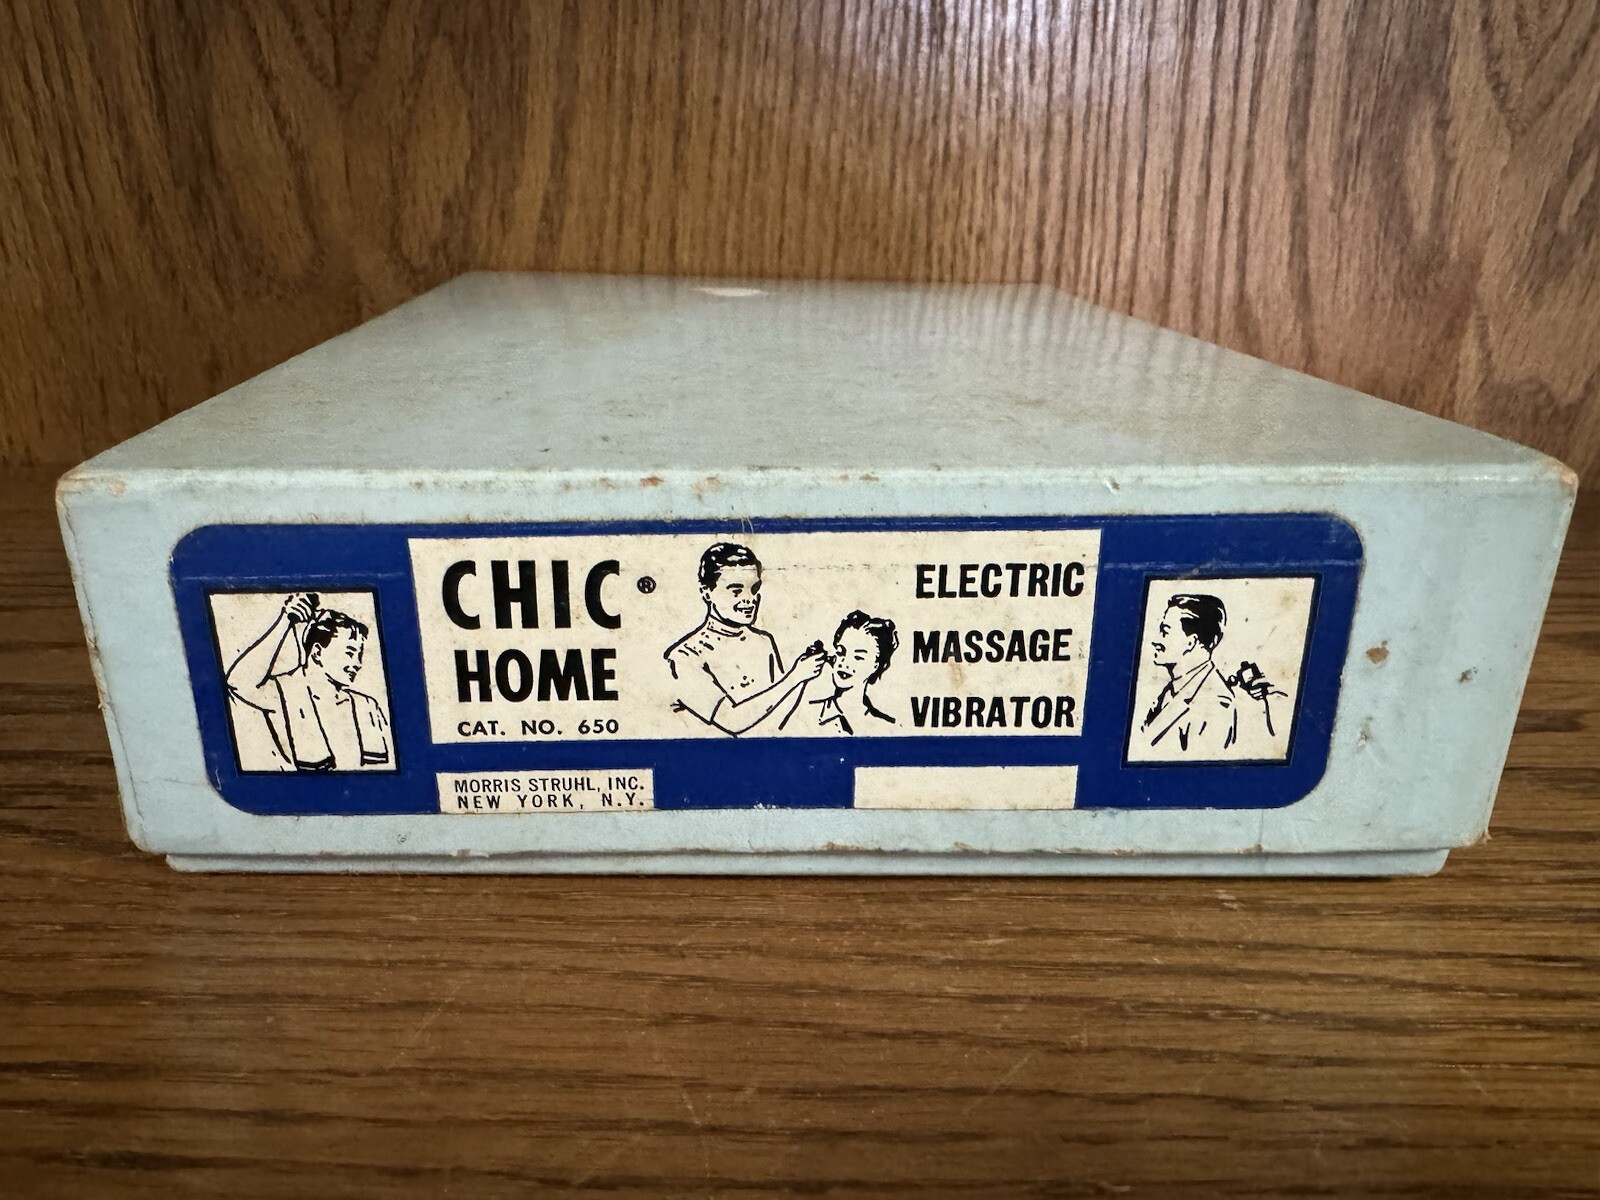 CHIC®
HOME
CAT. NO. 650
ELECTRIC
MASSAGE
VIBRATOR
MORRIS STRUHL, INC.
NEW YORK, N.Y.